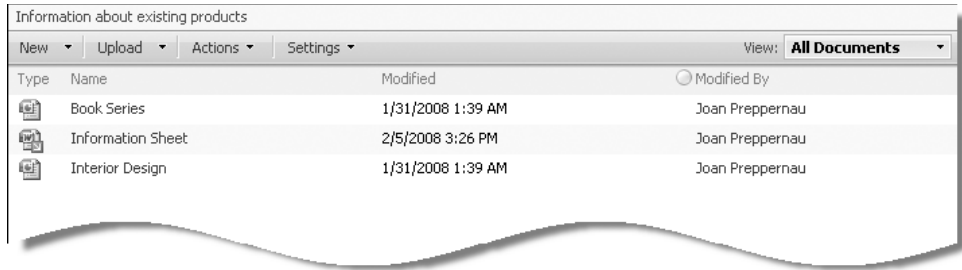 Information about existing products
New Upload Actions Settings View: All Documents
Type Name Modified Modified By
Book Series 1/31/2008 1:39 AM Joan Preppernau
Information Sheet 2/5/2008 3:26 PM Joan Preppernau
Interior Design 1/31/2008 1:39 AM Joan Preppernau